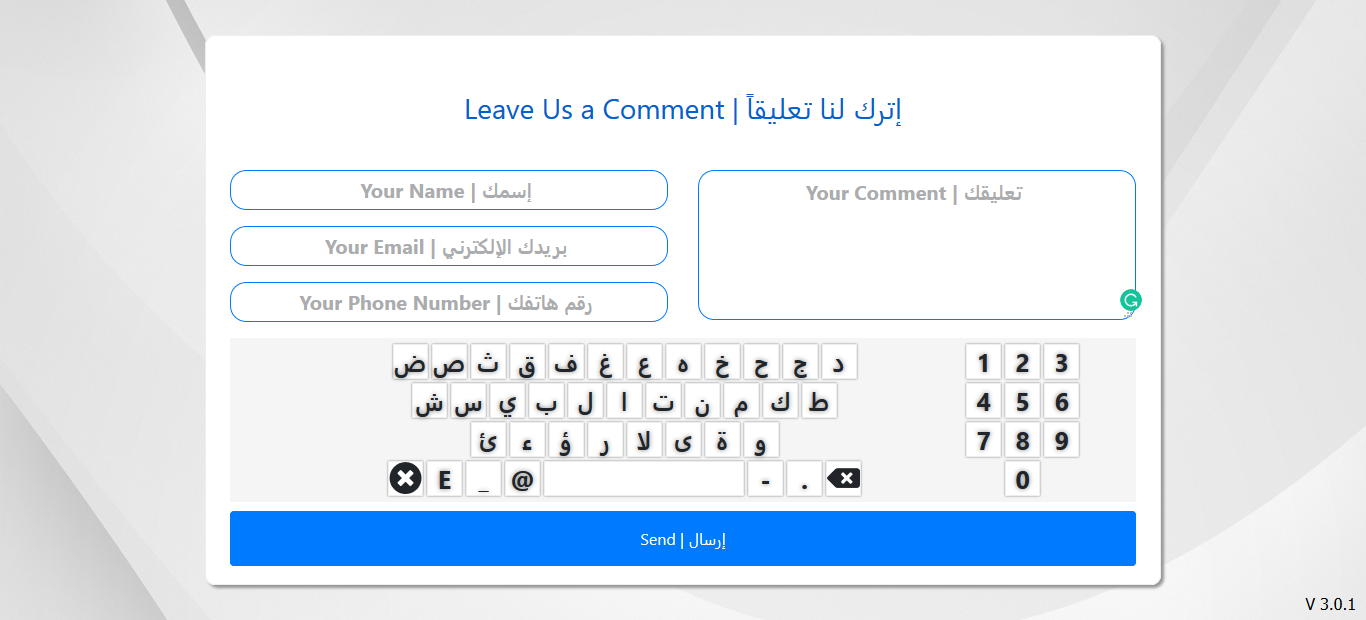 Leave Us a Comment | إترك لنا تعليقاً
Your Name | إسمك
Your Email | بريدك الإلكترني
Your Phone Number | رقم هاتفك
Your Comment | تعليقك
ض ص ث ق ف غ ع ه خ ح ج د
ش س ي ب ل ا ت ن م ك ط
ئ ء ؤ ر لا ى ة و
E _ @ - .
1 2 3
4 5 6
7 8 9
0
Send | إرسال
V 3.0.1